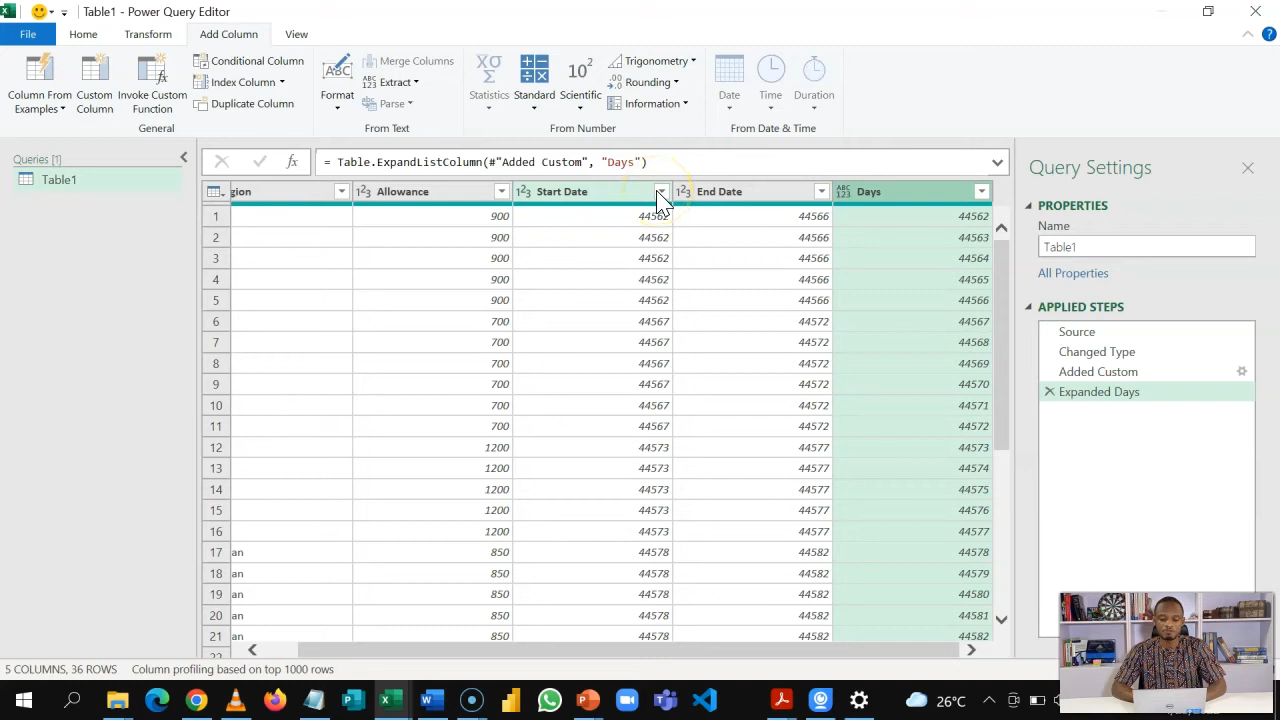 Table1 - Power Query Editor
File Home Transform Add Column View
Column From Examples
Custom Column
Invoke Custom Function
Conditional Column
Index Column
Duplicate Column
General
Format
Merge Columns
ABC 123 Extract
abc Parse
From Text
Statistics
Standard
Scientific
Trigonometry
Rounding
Information
From Number
Date
Time
Duration
From Date & Time
Queries [1]
Table1
fx = Table.ExpandListColumn(#"Added Custom", "Days")
gion 123 Allowance 123 Start Date 123 End Date ABC 123 Days
1 900 44562 44566 44562
2 900 44562 44566 44563
3 900 44562 44566 44564
4 900 44562 44566 44565
5 900 44562 44566 44566
6 700 44567 44572 44567
7 700 44567 44572 44568
8 700 44567 44572 44569
9 700 44567 44572 44570
10 700 44567 44572 44571
11 700 44567 44572 44572
12 1200 44573 44577 44573
13 1200 44573 44577 44574
14 1200 44573 44577 44575
15 1200 44573 44577 44576
16 1200 44573 44577 44577
17 an 850 44578 44582 44578
18 an 850 44578 44582 44579
19 an 850 44578 44582 44580
20 an 850 44578 44582 44581
21 an 850 44578 44582 44582
Query Settings
PROPERTIES
Name
Table1
All Properties
APPLIED STEPS
Source
Changed Type
Added Custom
Expanded Days
5 COLUMNS, 36 ROWS Column profiling based on top 1000 rows
26°C